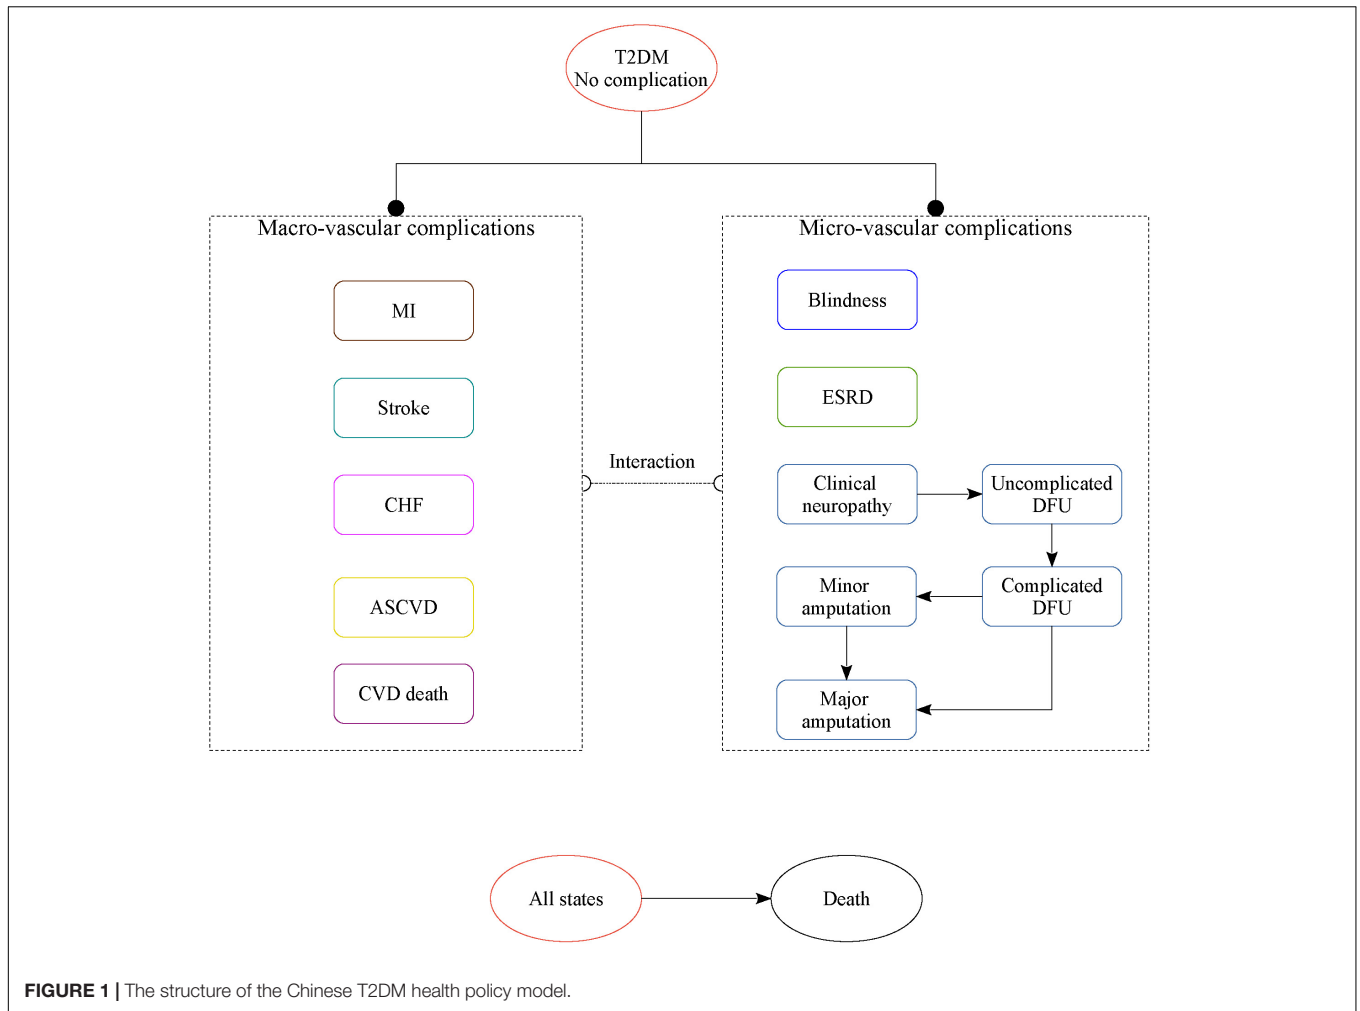 T2DM
No complication
Macro-vascular complications
MI
Stroke
CHF
ASCVD
CVD death
Interaction
Micro-vascular complications
Blindness
ESRD
Clinical
neuropathy
Uncomplicated
DFU
Minor
amputation
Complicated
DFU
Major
amputation
All states
Death
FIGURE 1 | The structure of the Chinese T2DM health policy model.